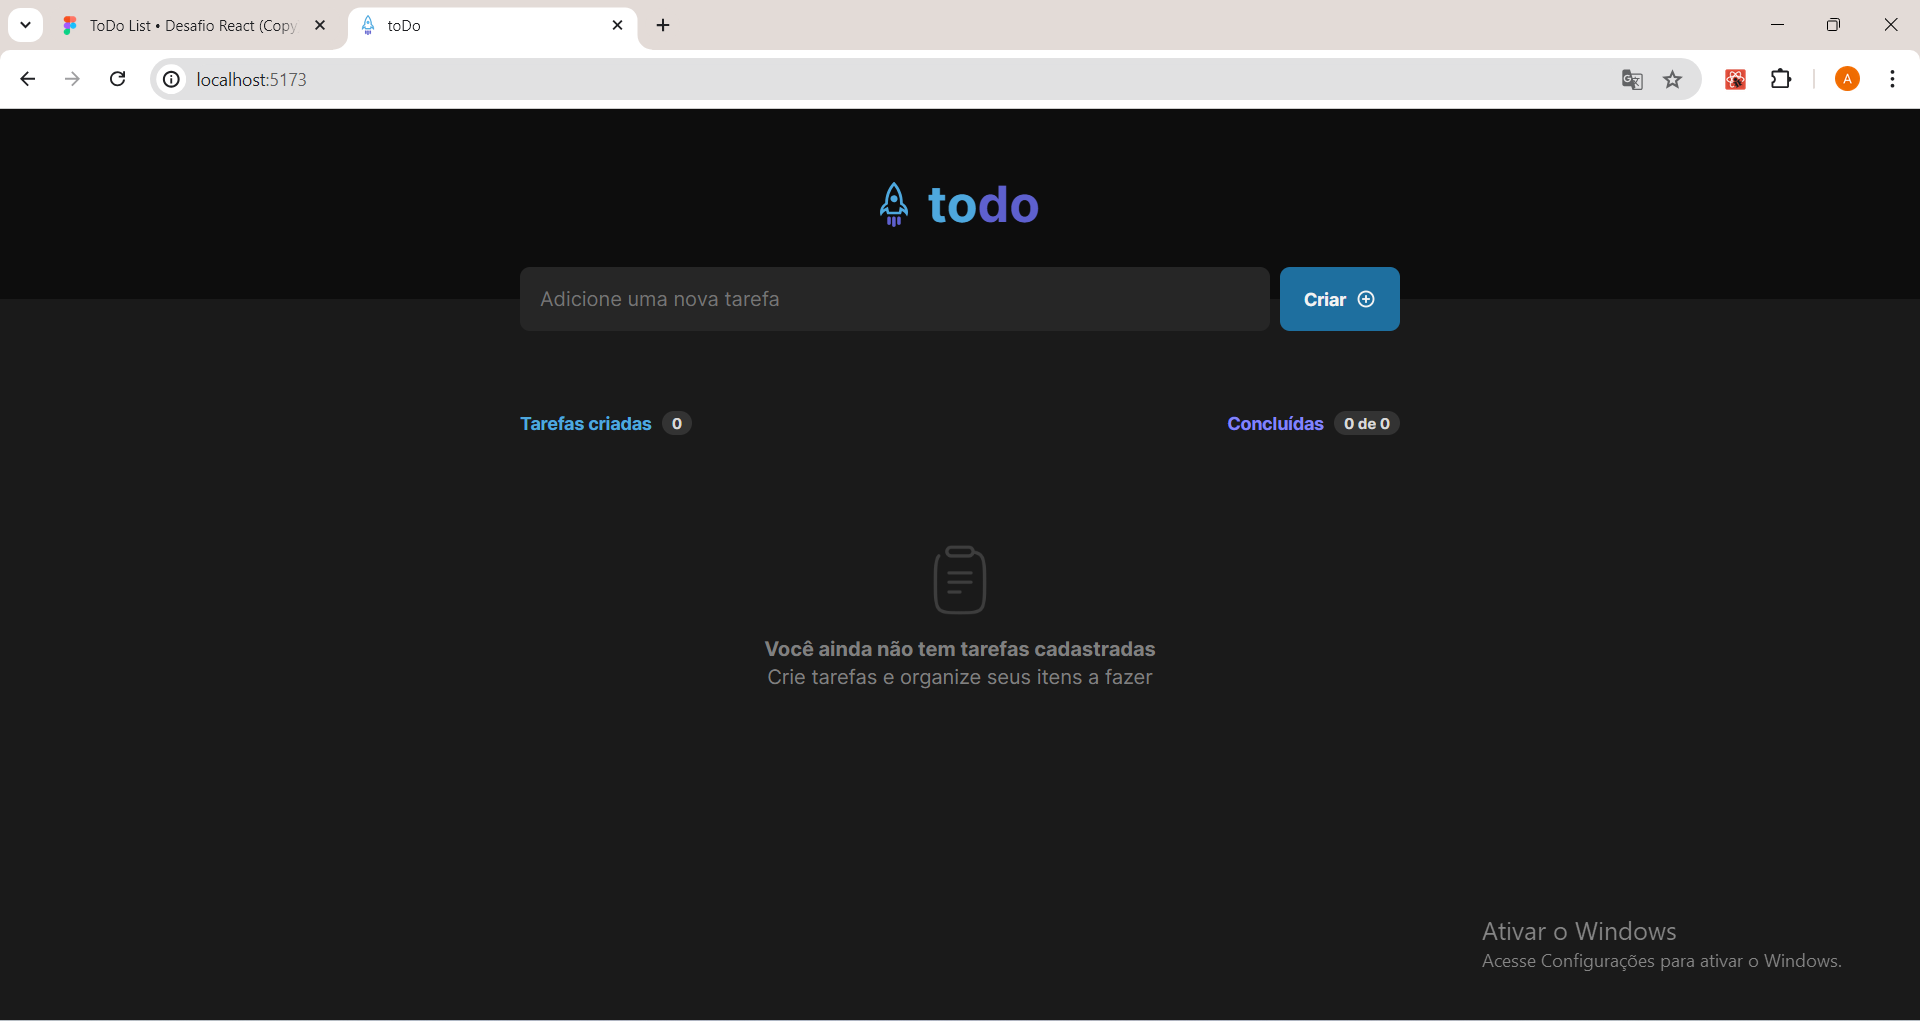 ToDo List • Desafio React (Copy
toDo
localhost:5173
A
todo
Adicione uma nova tarefa
Criar
Tarefas criadas 0
Concluídas 0 de 0
Você ainda não tem tarefas cadastradas
Crie tarefas e organize seus itens a fazer
Ativar o Windows
Acesse Configurações para ativar o Windows.